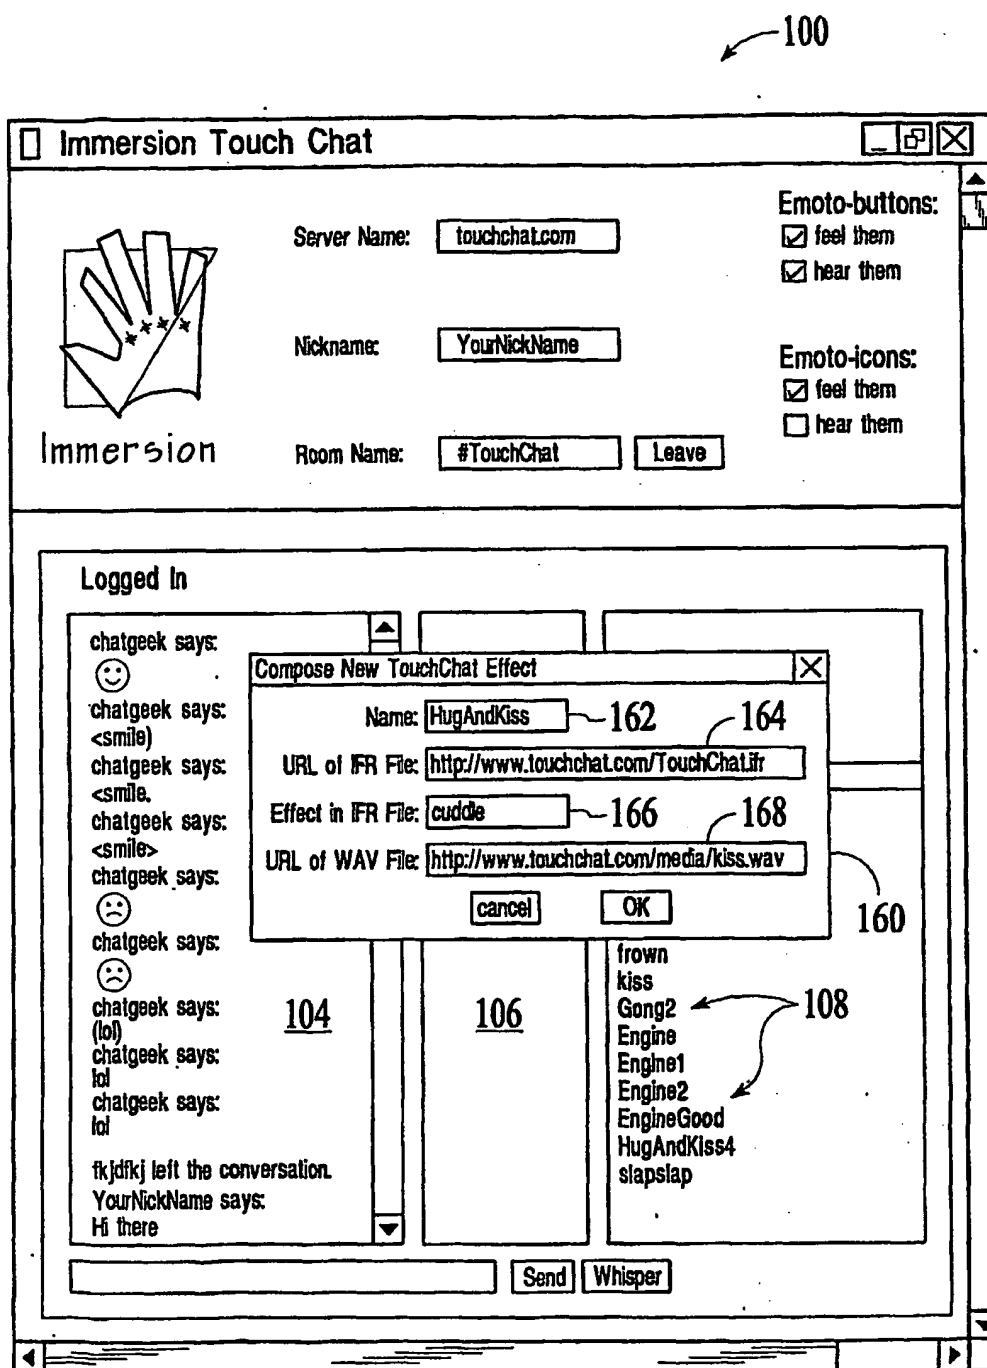 100
Immersion Touch Chat
Server Name: touchchat.com
Emoto-buttons:
feel them
hear them
Nickname: YourNickName
Emoto-icons:
feel them
hear them
Immersion
Room Name: #TouchChat Leave
Logged In
chatgeek says:
chatgeek says:
<smile)
chatgeek says:
<smile.
chatgeek says:
<smile>
chatgeek says:
chatgeek says:
chatgeek says:
(lol)
chatgeek says:
lol
chatgeek says:
lol
fkjdfkj left the conversation.
YourNickName says:
Hi there
104
Compose New TouchChat Effect
Name: HugAndKiss 162
164
URL of IFR File: http://www.touchchat.com/TouchChat.ifr
Effect in IFR File: cuddle 166
168
URL of WAV File: http://www.touchchat.com/media/kiss.wav
cancel OK
160
106
frown
kiss
Gong2
Engine
Engine1
Engine2
EngineGood
HugAndKiss4
slapslap
108
Send Whisper